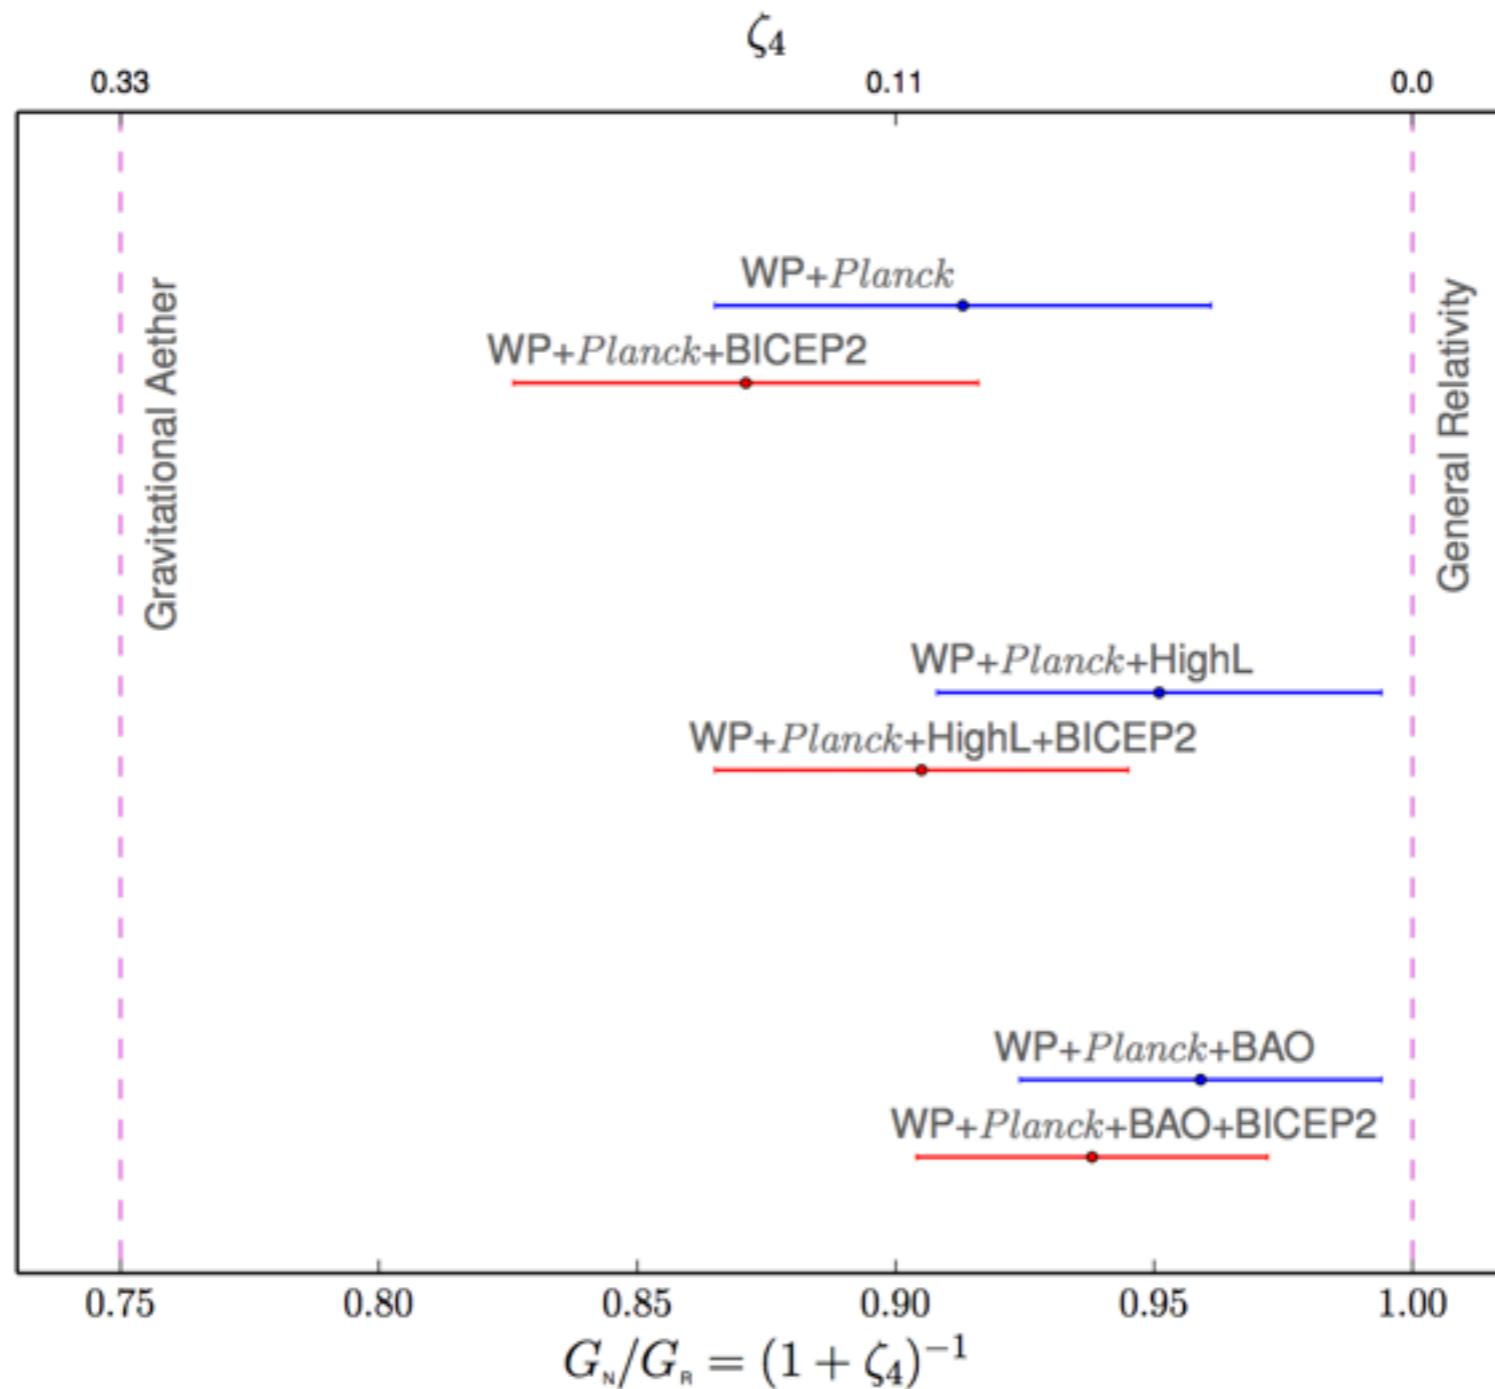 ζ₄
0.33 0.11 0.0
WP+Planck
WP+Planck+BICEP2
Gravitational Aether
General Relativity
WP+Planck+HighL
WP+Planck+HighL+BICEP2
WP+Planck+BAO
WP+Planck+BAO+BICEP2
0.75 0.80 0.85 0.90 0.95 1.00
G_N/G_R = (1 + ζ₄)⁻¹